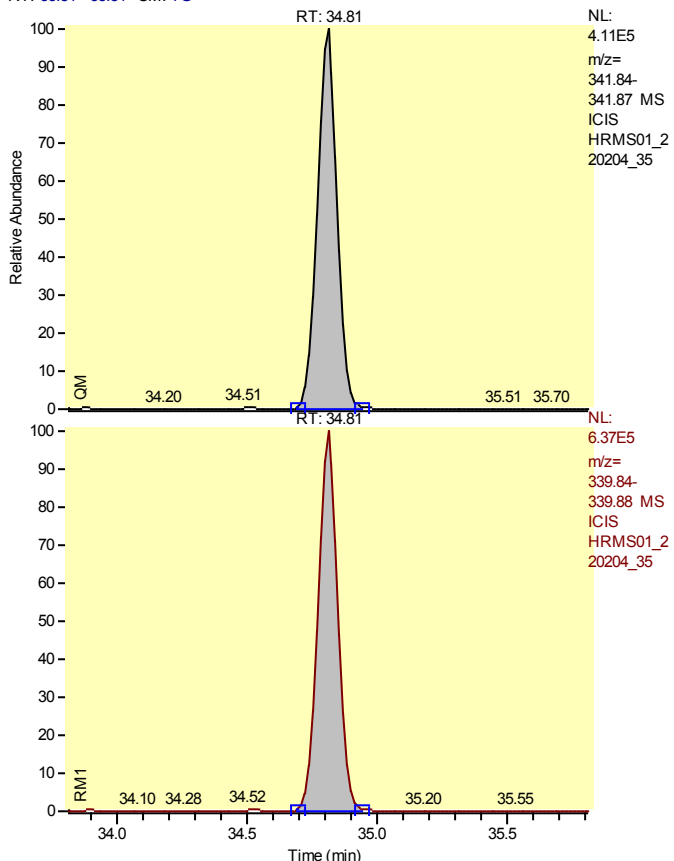 RT: 34.81
NL:
4.11E5
m/z=
341.84-
341.87 MS
ICIS
HRMS01_2
20204_35
100
90
80
70
60
50
40
30
20
10
0
Relative Abundance
QM
34.20
34.51
35.51
35.70
RT: 34.81
NL:
6.37E5
m/z=
339.84-
339.88 MS
ICIS
HRMS01_2
20204_35
100
90
80
70
60
50
40
30
20
10
0
RM1
34.10
34.28
34.52
35.20
35.55
34.0
34.5
35.0
35.5
Time (min)